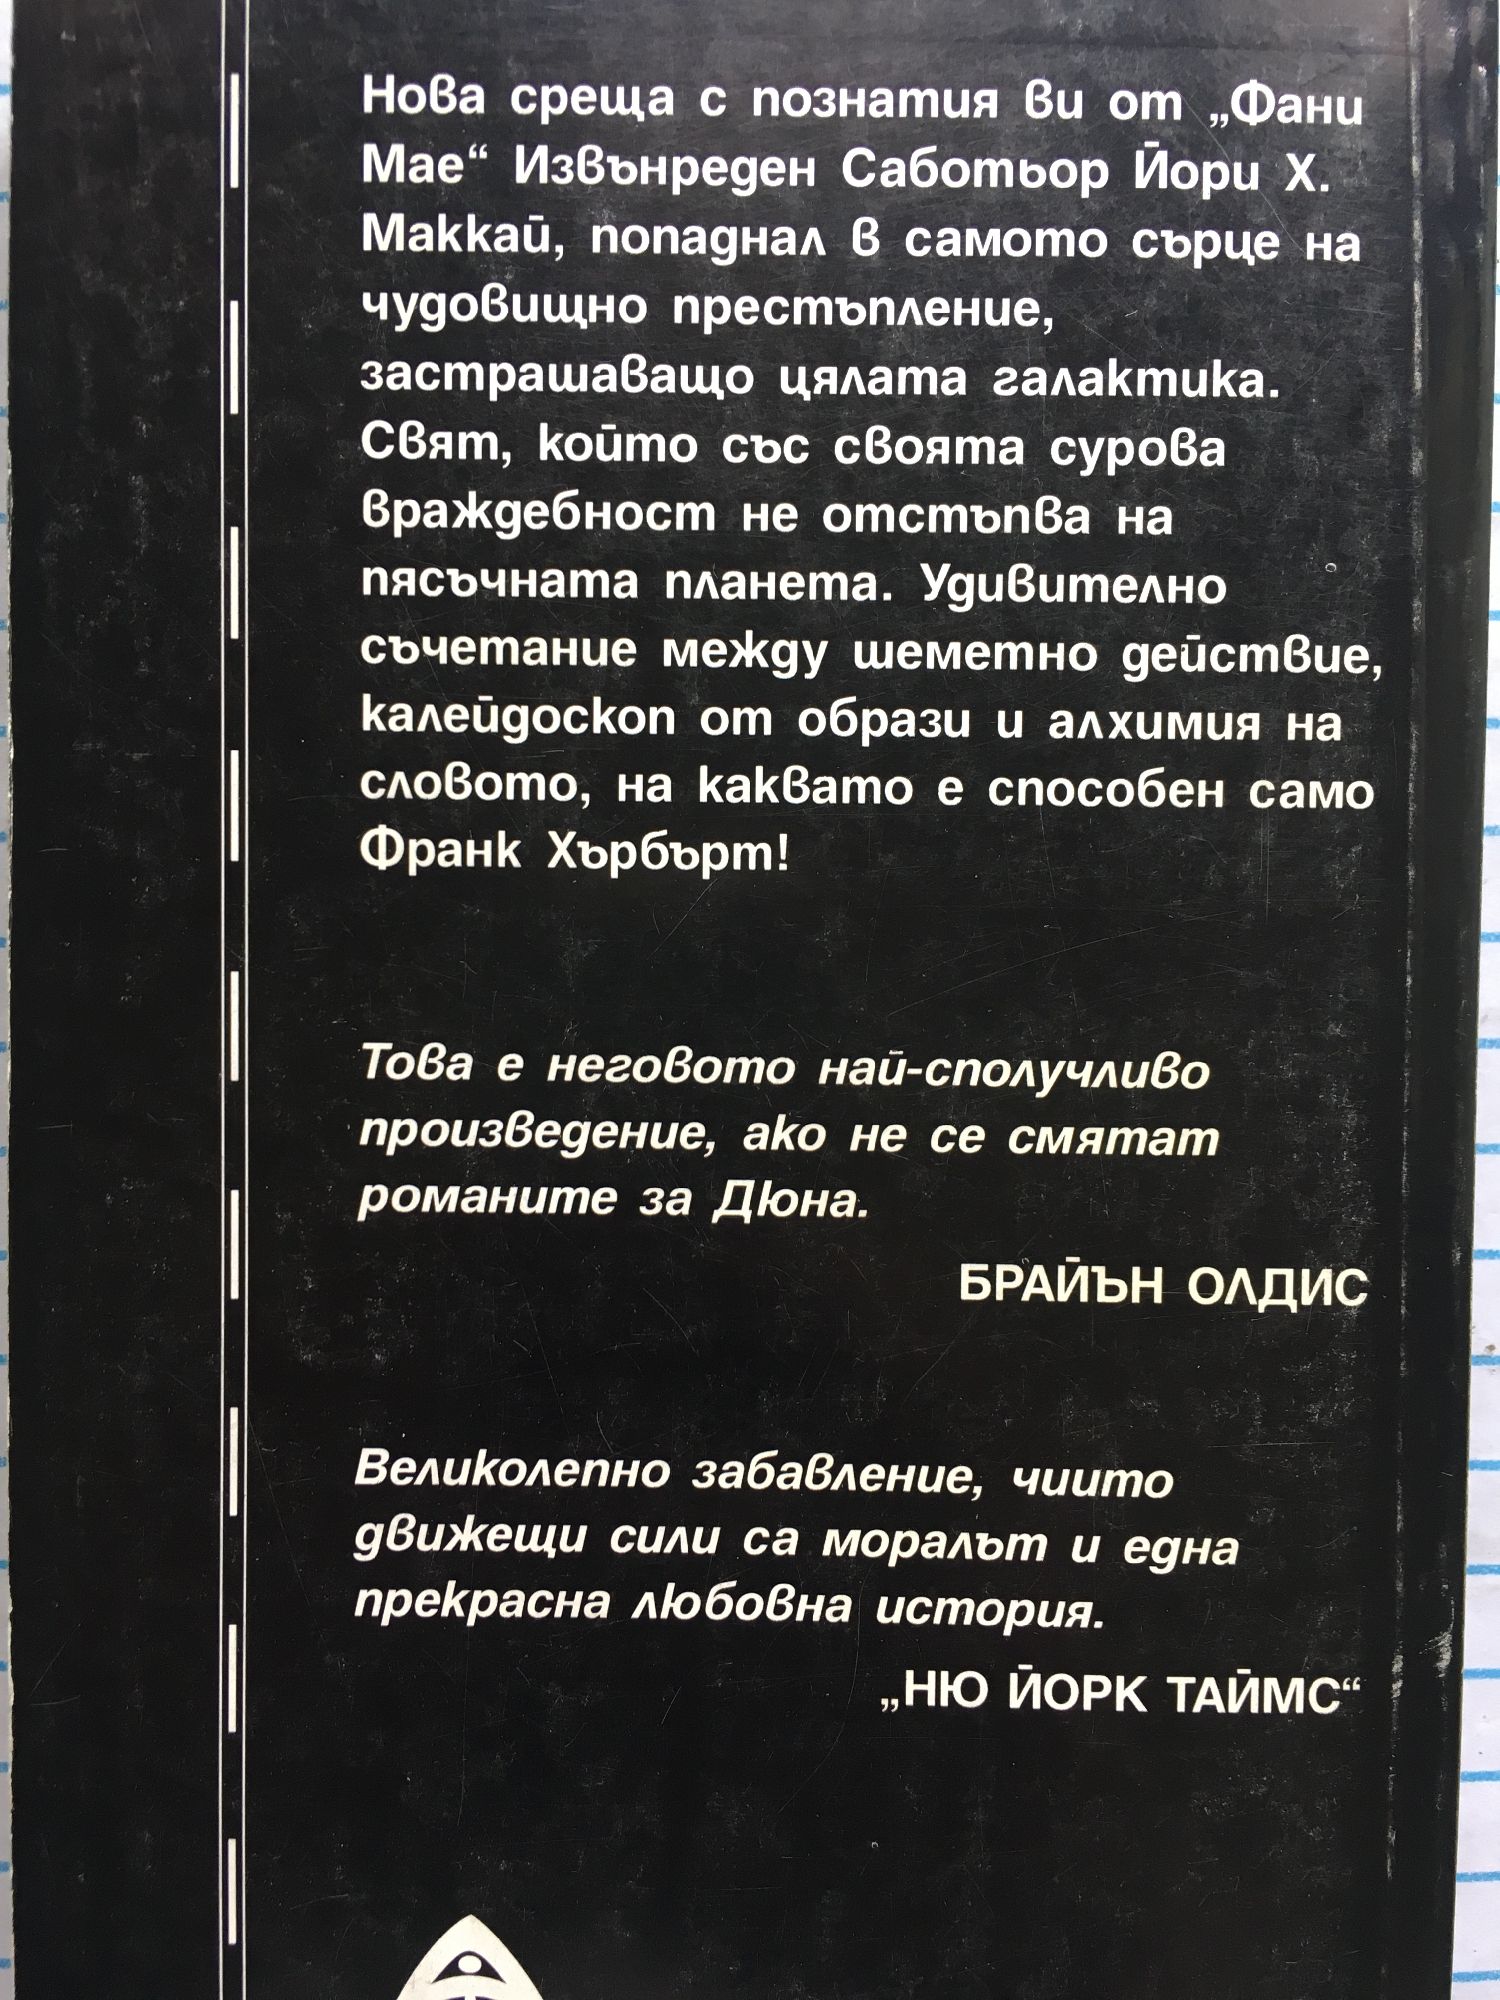 Нова среща с познатия ви от „Фани
Мае“ Извънреден Саботьор Йори Х.
Маккай, попаднал в самото сърце на
чудовищно престъпление,
застрашаващо цялата галактика.
Свят, който със своята сурова
враждебност не отстъпва на
пясъчната планета. Удивително
съчетание между шеметно действие,
калейдоскоп от образи и алхимия на
словото, на каквато е способен само
Франк Хърбърт!
Това е неговото най-сполучливо
произведение, ако не се смятат
романите за Дюна.
БРАЙЪН ОЛДИС
Великолепно забавление, чиито
движещи сили са моралът и една
прекрасна любовна история.
„НЮ ЙОРК ТАЙМС“